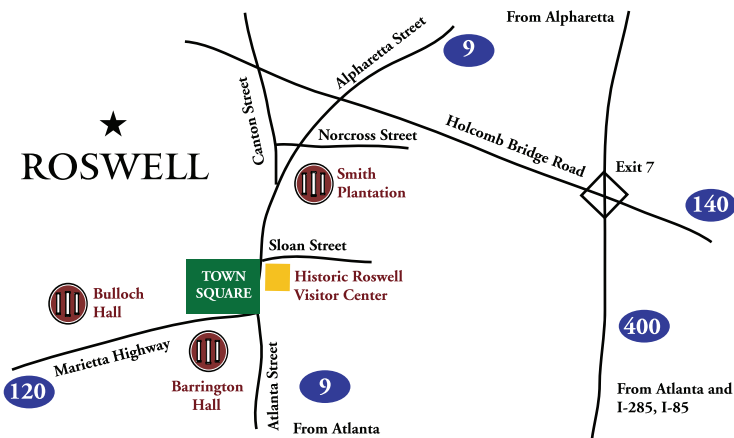 From Alpharetta
Alpharetta Street
9
Canton Street
Norcross Street
Holcomb Bridge Road
Exit 7
ROSWELL
Smith
Plantation
140
Sloan Street
TOWN
SQUARE
Historic Roswell
Visitor Center
Bulloch
Hall
400
Marietta Highway
120
Barrington
Hall
Atlanta Street
9
From Atlanta
From Atlanta and
I-285, I-85